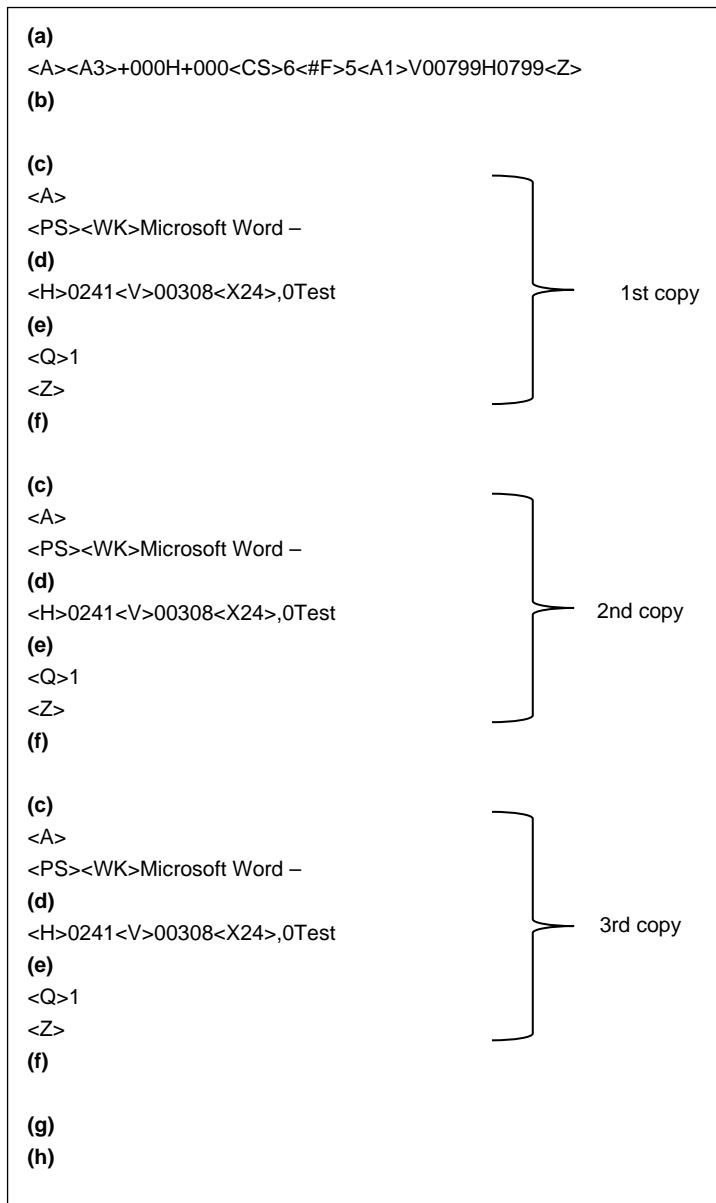 (a)
<A><A3>+000H+000<CS>6<#F>5<A1>V00799H0799<Z>
(b)
(c)
<A>
<PS><WK>Microsoft Word –
(d)
<H>0241<V>00308<X24>,0Test
(e)
<Q>1
<Z>
(f)
1st copy
(c)
<A>
<PS><WK>Microsoft Word –
(d)
<H>0241<V>00308<X24>,0Test
(e)
<Q>1
<Z>
(f)
2nd copy
(c)
<A>
<PS><WK>Microsoft Word –
(d)
<H>0241<V>00308<X24>,0Test
(e)
<Q>1
<Z>
(f)
3rd copy
(g)
(h)